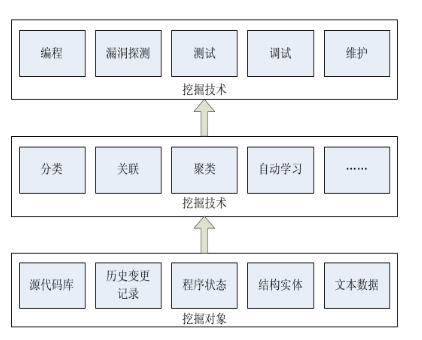 编程 漏洞探测 测试 调试 维护
挖掘技术
分类 关联 聚类 自动学习 ……
挖掘技术
源代码库 历史变更 程序状态 结构实体 文本数据
记录
挖掘对象